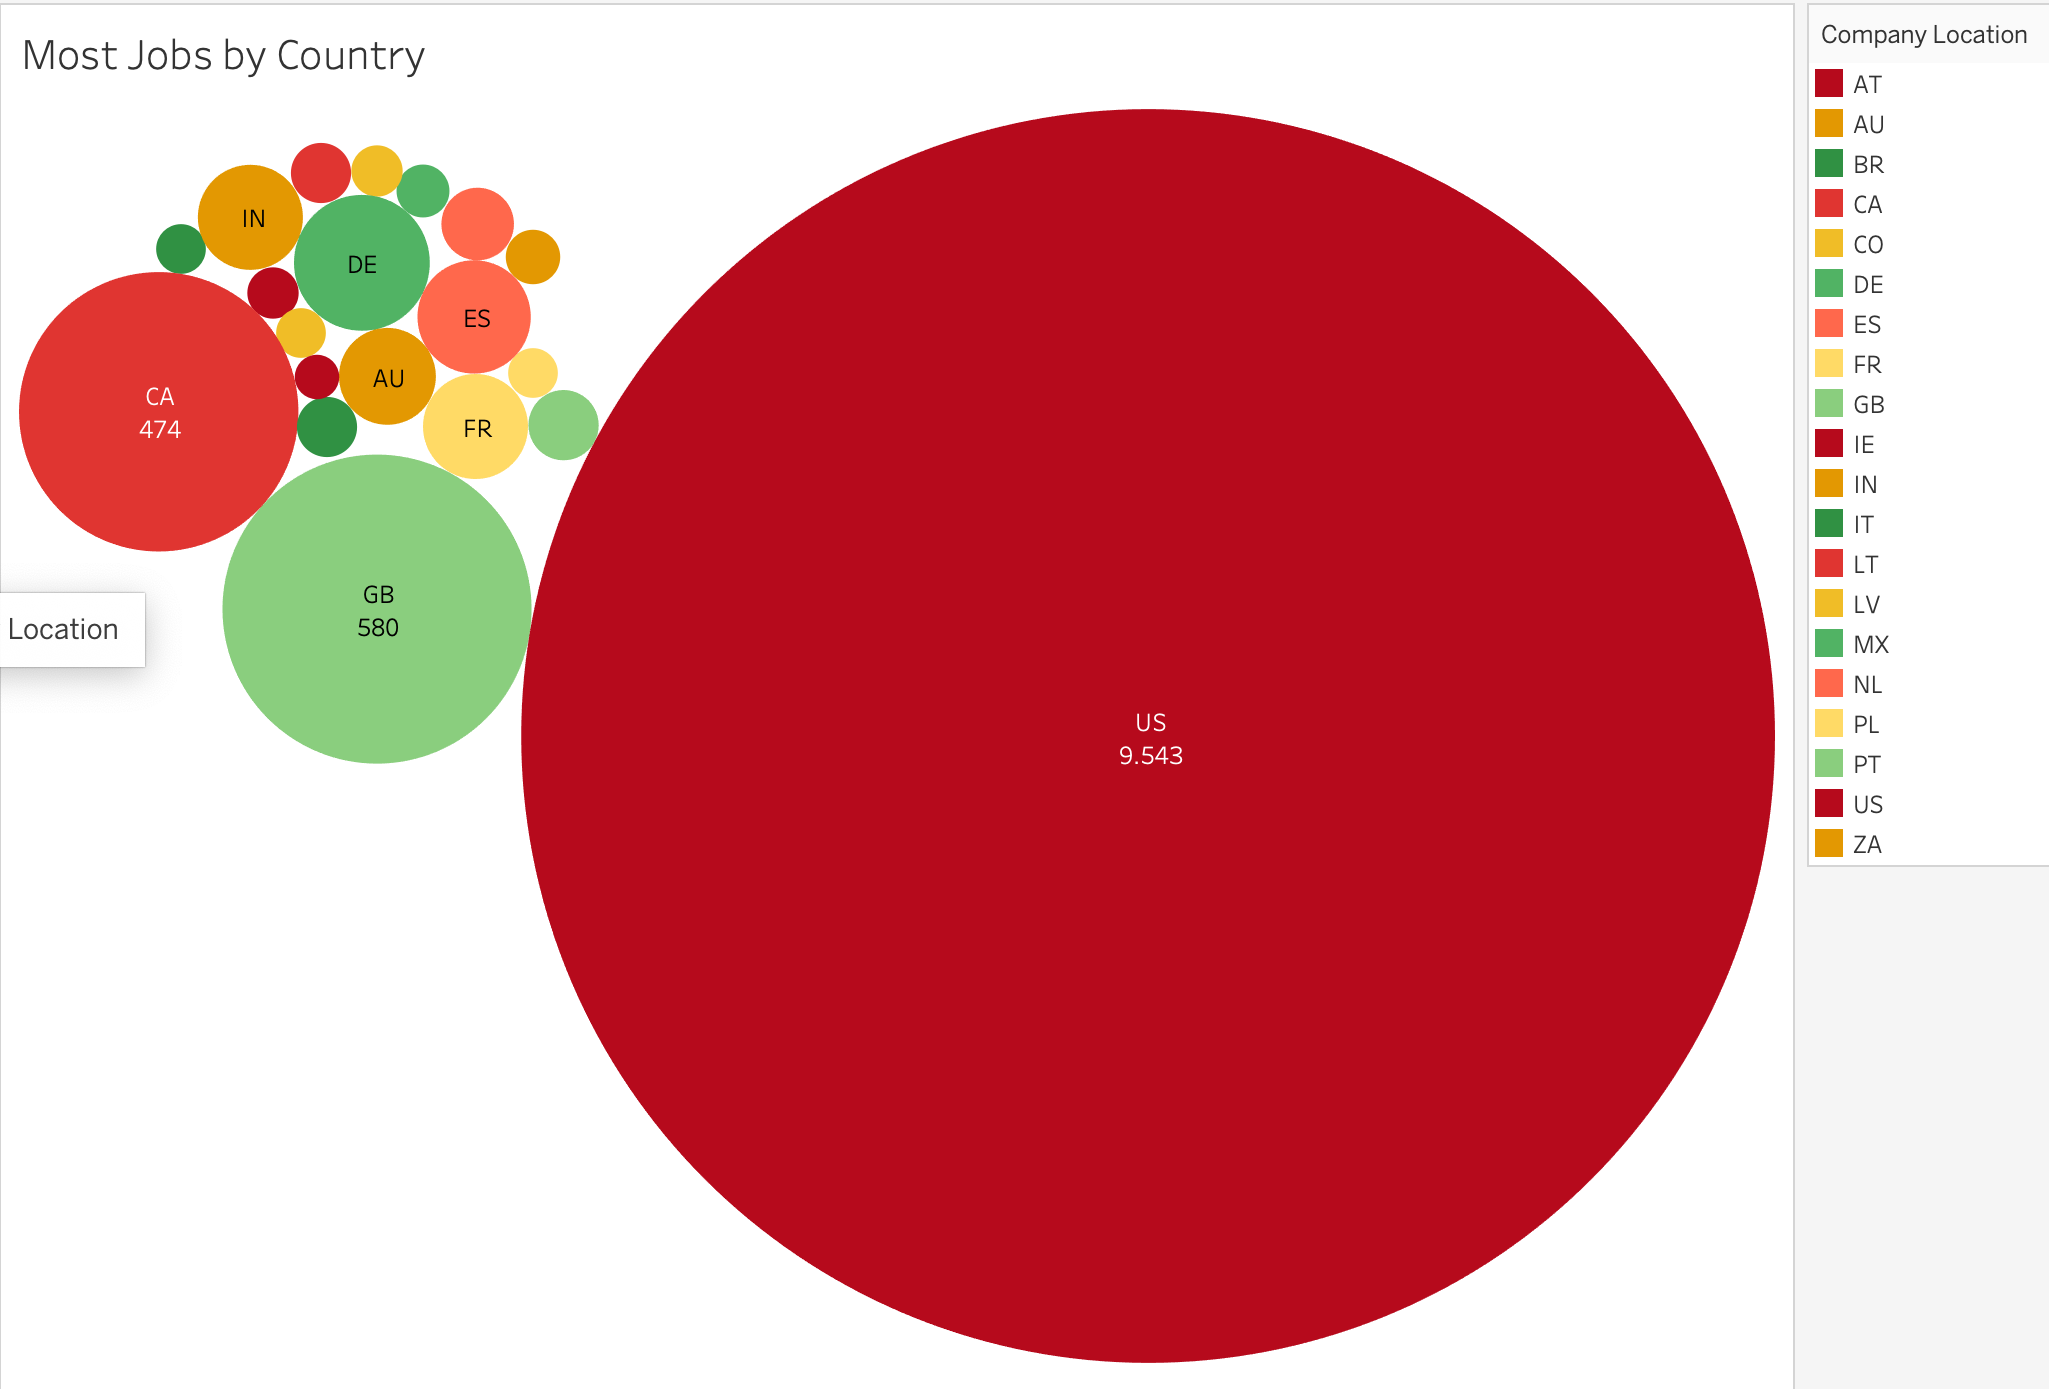 Most Jobs by Country
IN
DE
ES
AU
FR
CA
474
GB
580
US
9.543
Location
Company Location
AT
AU
BR
CA
CO
DE
ES
FR
GB
IE
IN
IT
LT
LV
MX
NL
PL
PT
US
ZA